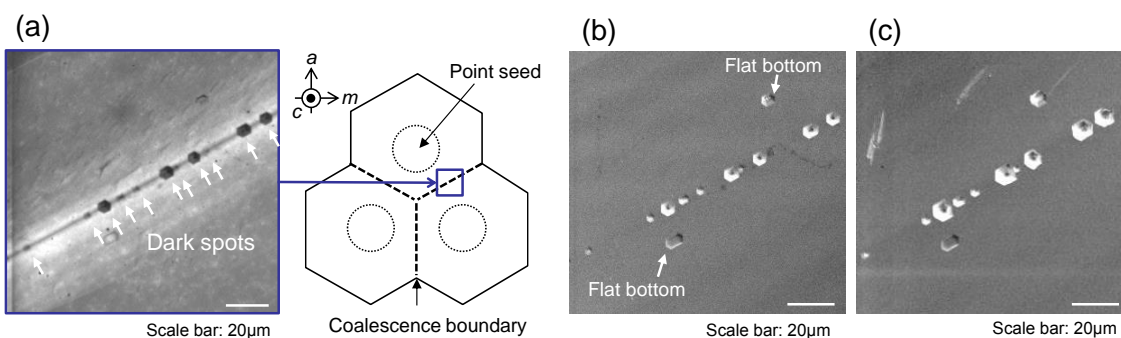 (a)
Dark spots
Scale bar: 20μm
a
m
c
Point seed
Coalescence boundary
(b)
Flat bottom
Flat bottom
Scale bar: 20μm
(c)
Scale bar: 20μm